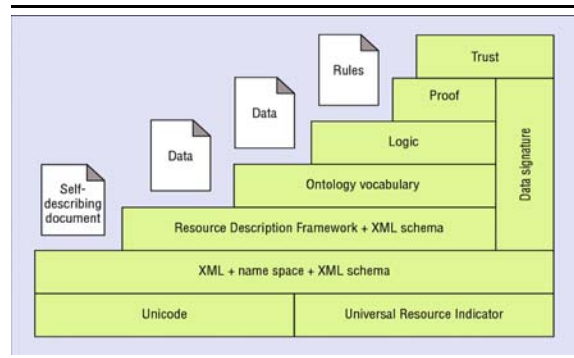 Trust
Rules
Proof
Data
Logic
Data
Data signature
Self-
describing
document
Ontology vocabulary
Resource Description Framework + XML schema
XML + name space + XML schema
Unicode
Universal Resource Indicator